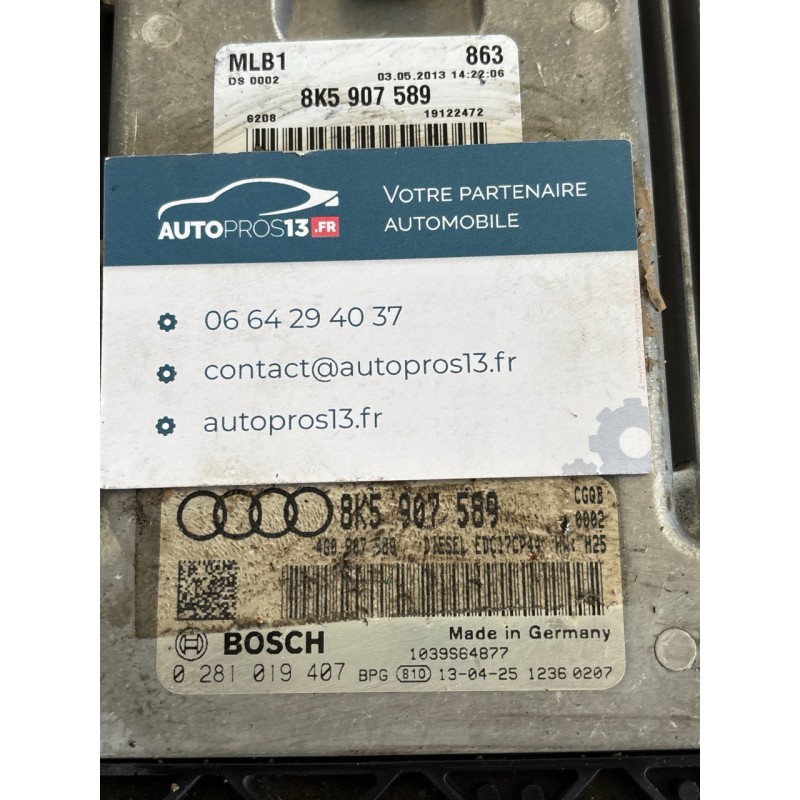 MLB1 863
DS 0002 03.05.2013 14:22:06
8K5 907 589
6208 19122472
AUTOPROS13.FR
VOTRE PARTENAIRE
AUTOMOBILE
06 64 29 40 37
contact@autopros13.fr
autopros13.fr
8K5 907 589 CGQB
0002
4G0 907 589 DIESEL EDC17CP44 HW: H25
BOSCH Made in Germany
1039S64877
0 281 019 407 BPG 810 13-04-25 1236 0207